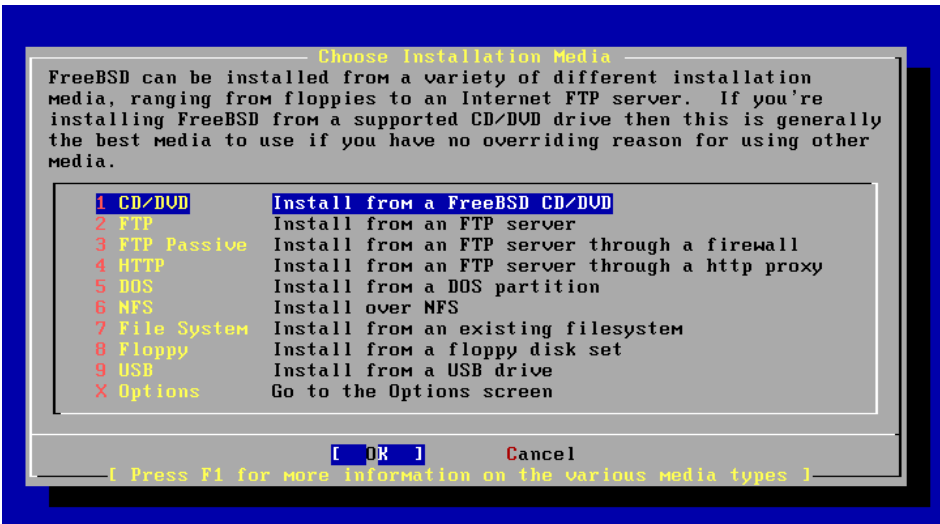 Choose Installation Media
FreeBSD can be installed from a variety of different installation
media, ranging from floppies to an Internet FTP server.  If you're
installing FreeBSD from a supported CD/DVD drive then this is generally
the best media to use if you have no overriding reason for using other
media.
1 CD/DVD Install from a FreeBSD CD/DVD
2 FTP Install from an FTP server
3 FTP Passive Install from an FTP server through a firewall
4 HTTP Install from an FTP server through a http proxy
5 DOS Install from a DOS partition
6 NFS Install over NFS
7 File System Install from an existing filesystem
8 Floppy Install from a floppy disk set
9 USB Install from a USB drive
X Options Go to the Options screen
[ OK ] Cancel
[ Press F1 for more information on the various media types ]